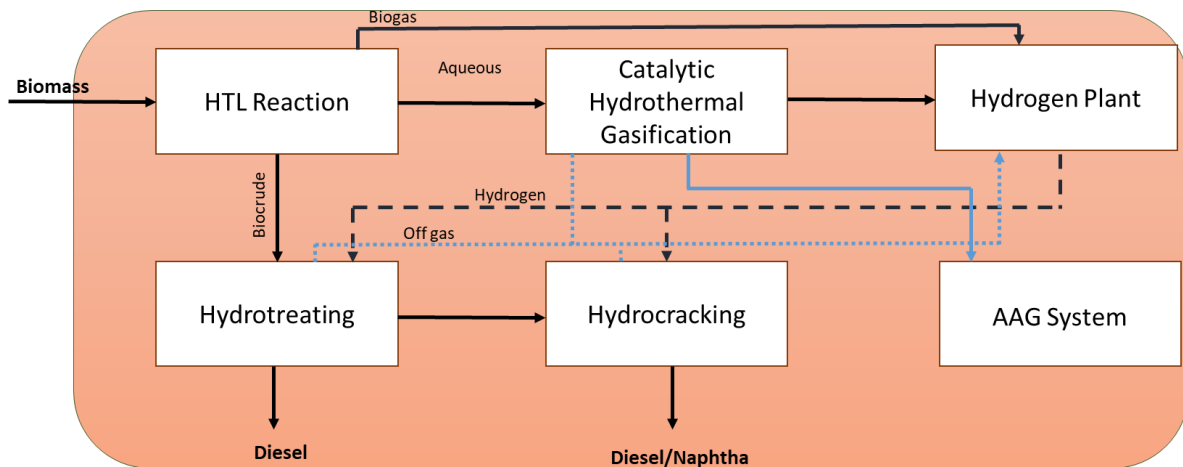 Biogas
Biomass
HTL Reaction
Aqueous
Catalytic
Hydrothermal
Gasification
Hydrogen Plant
Biocrude
Hydrogen
Off gas
Hydrotreating
Hydrocracking
AAG System
Diesel
Diesel/Naphtha